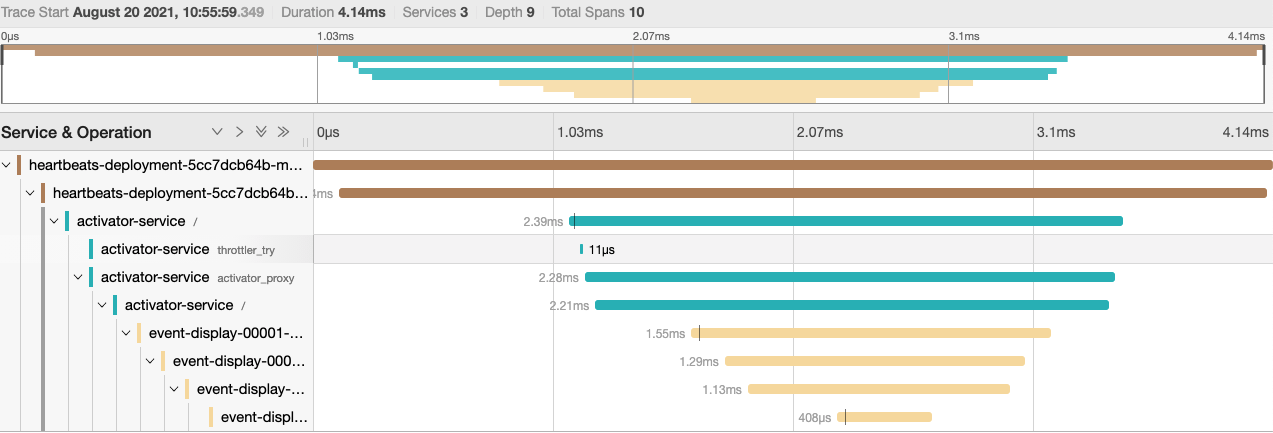 Trace Start August 20 2021, 10:55:59.349 Duration 4.14ms Services 3 Depth 9 Total Spans 10
0μs 1.03ms 2.07ms 3.1ms 4.14ms
Service & Operation 0μs 1.03ms 2.07ms 3.1ms 4.14ms
heartbeats-deployment-5cc7dcb64b-m...
heartbeats-deployment-5cc7dcb64b... ms
activator-service / 2.39ms
activator-service throttler_try 11μs
activator-service activator_proxy 2.28ms
activator-service / 2.21ms
event-display-00001-... 1.55ms
event-display-000... 1.29ms
event-display-... 1.13ms
event-displ... 408μs